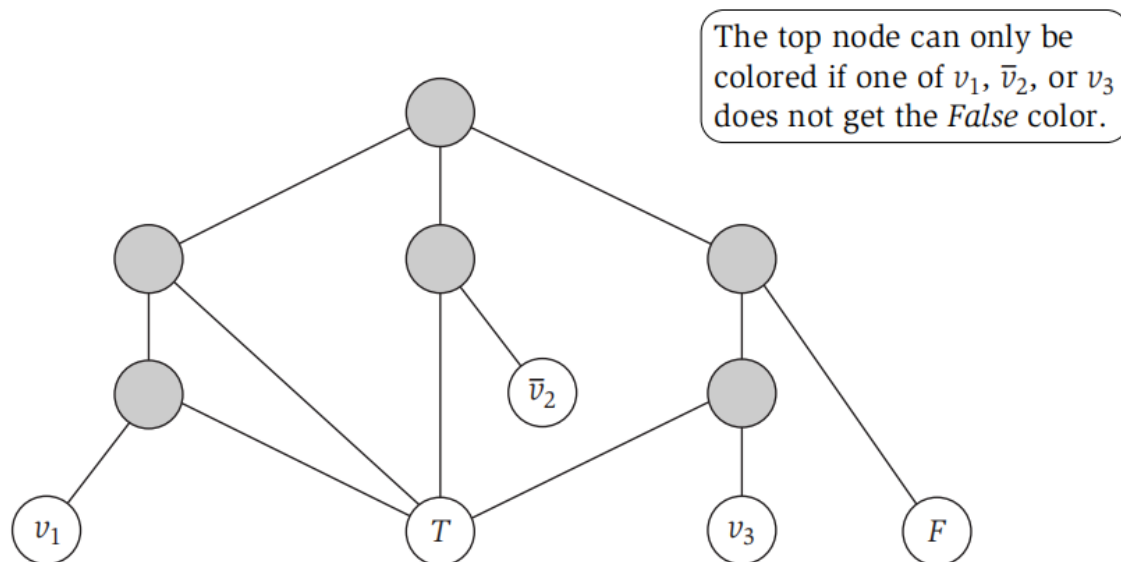 The top node can only be
colored if one of v₁, v̄₂, or v₃
does not get the False color.
v̄₂
v₁
T
v₃
F